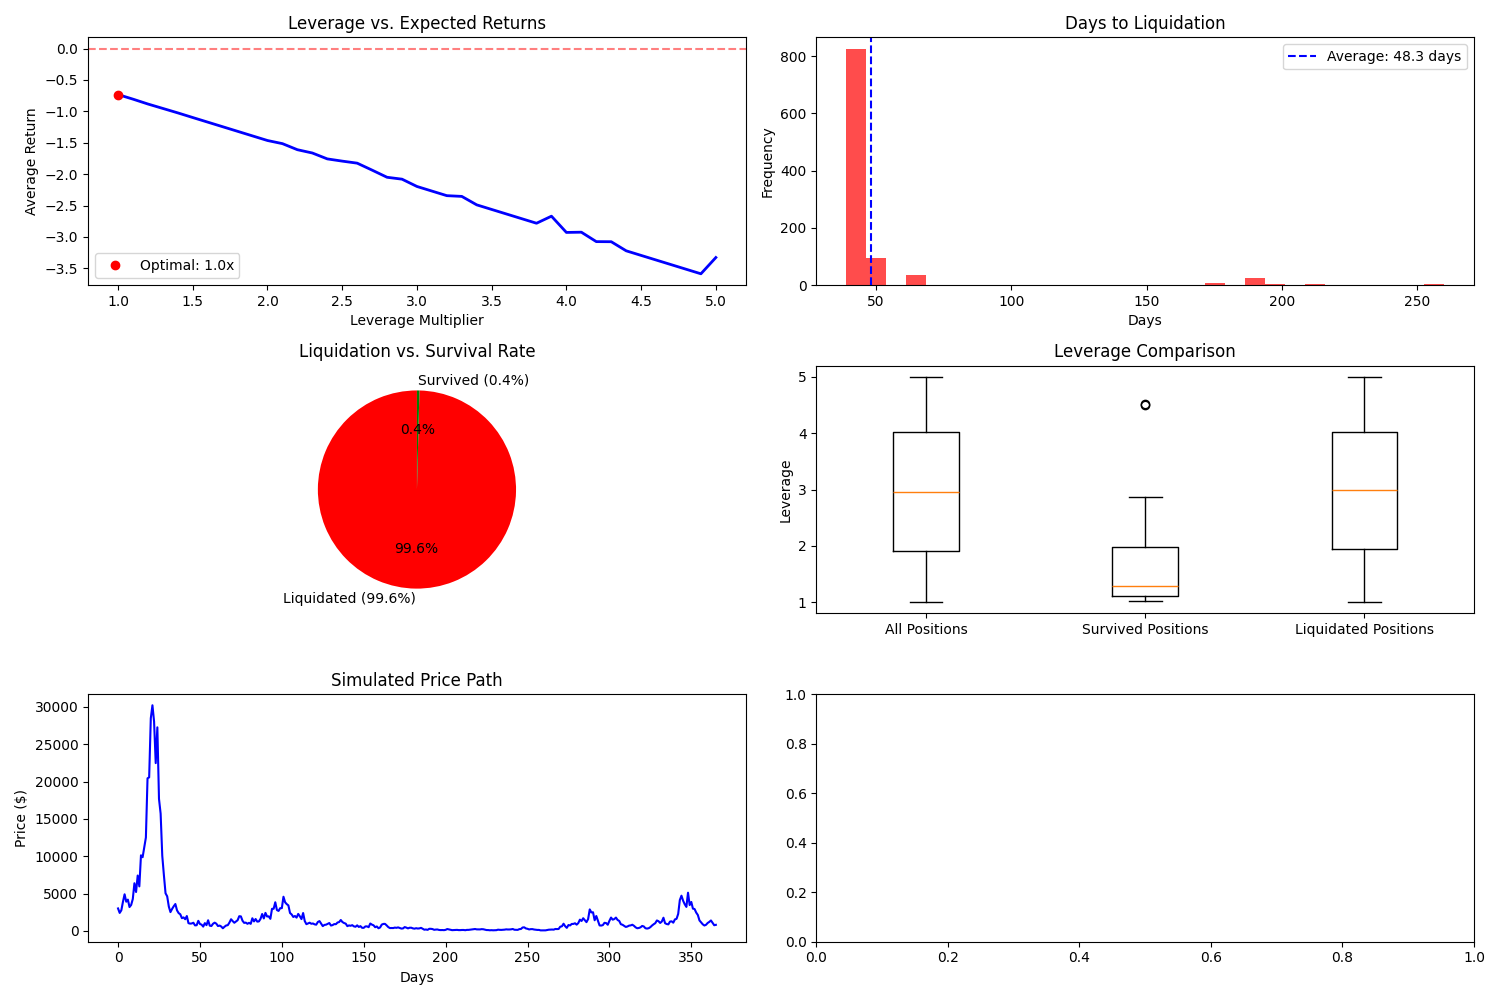 Leverage vs. Expected Returns
0.0
−0.5
−1.0
−1.5
−2.0
−2.5
−3.0
−3.5
Average Return
Optimal: 1.0x
1.0 1.5 2.0 2.5 3.0 3.5 4.0 4.5 5.0
Leverage Multiplier
Days to Liquidation
800
600
400
200
0
Frequency
Average: 48.3 days
50 100 150 200 250
Days
Liquidation vs. Survival Rate
Survived (0.4%)
0.4%
99.6%
Liquidated (99.6%)
Leverage Comparison
5
4
3
2
1
Leverage
All Positions Survived Positions Liquidated Positions
Simulated Price Path
30000
25000
20000
15000
10000
5000
0
Price ($)
0 50 100 150 200 250 300 350
Days
1.0
0.8
0.6
0.4
0.2
0.0
0.0 0.2 0.4 0.6 0.8 1.0